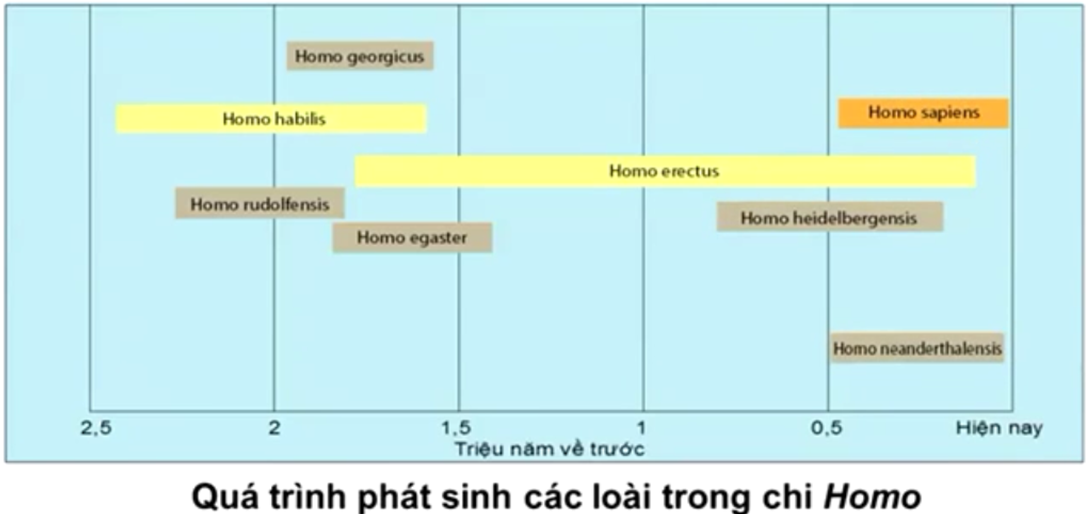 Homo georgicus
Homo sapiens
Homo habilis
Homo erectus
Homo rudolfensis
Homo heidelbergensis
Homo egaster
Homo neanderthalensis
2,5 2 1,5 1 0,5 Hiện nay
Triệu năm về trước
Quá trình phát sinh các loài trong chi Homo